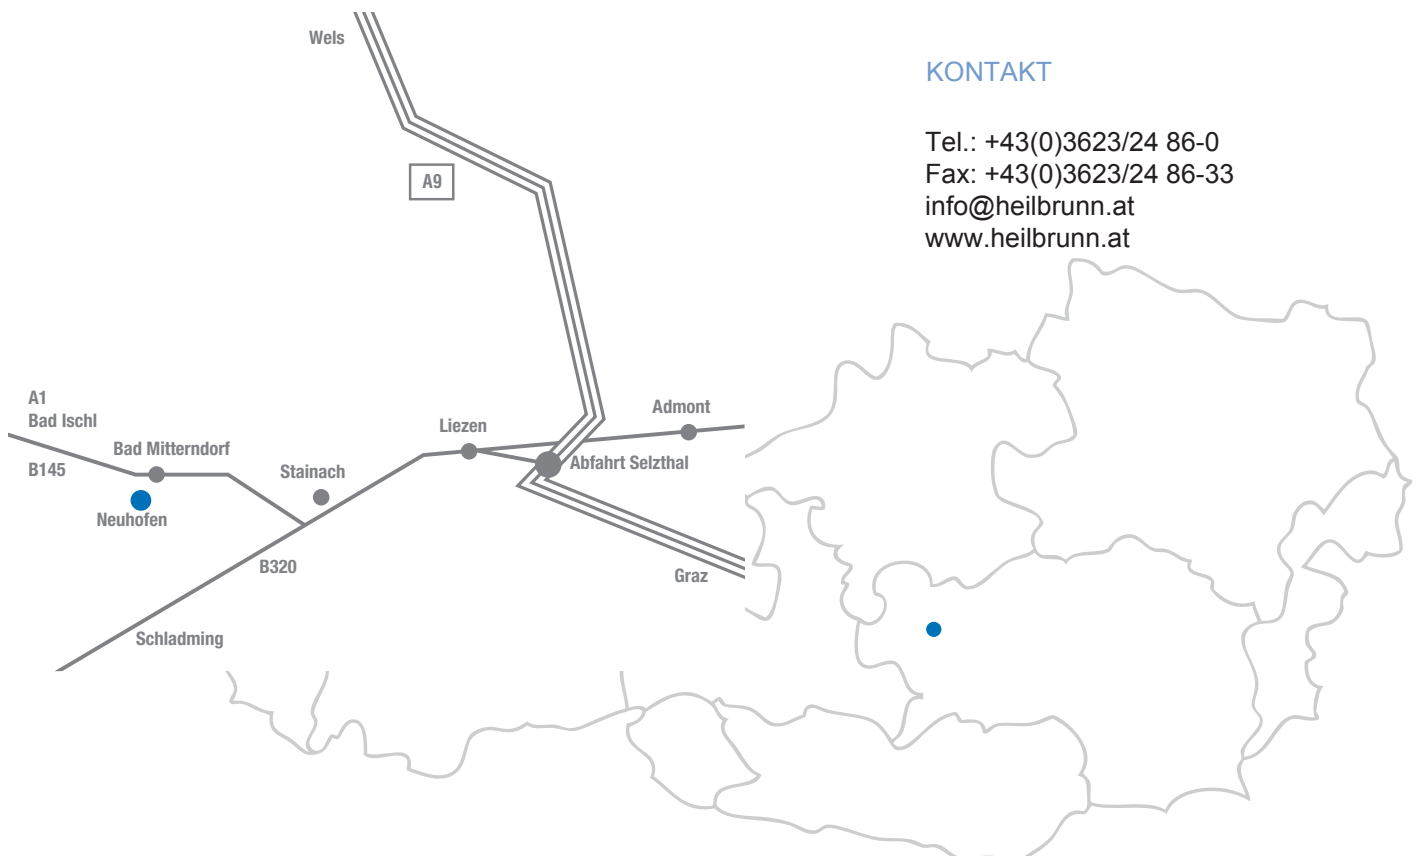 Wels
A9
A1
Bad Ischl
B145
Bad Mitterndorf
Neuhofen
Stainach
Liezen
Admont
Abfahrt Selzthal
B320
Graz
Schladming
KONTAKT
Tel.: +43(0)3623/24 86-0
Fax: +43(0)3623/24 86-33
info@heilbrunn.at
www.heilbrunn.at